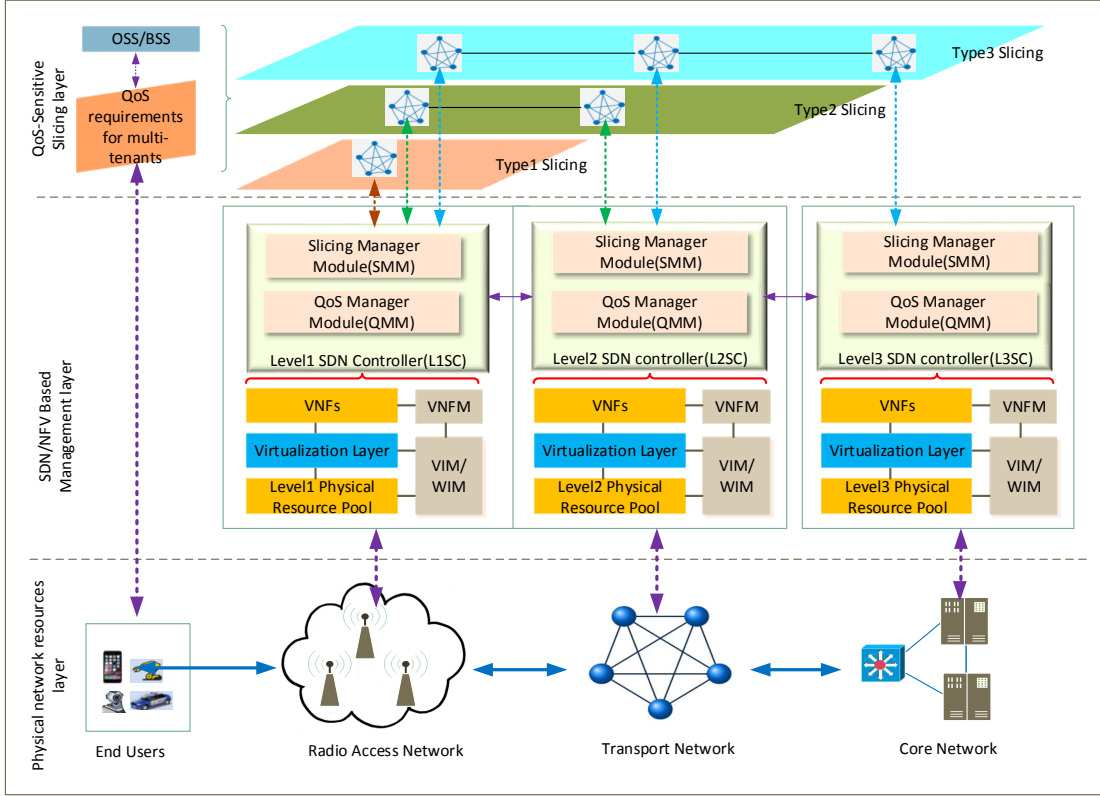 QoS-Sensitive
Slicing layer
OSS/BSS
QoS
requirements
for multi-
tenants
Type3 Slicing
Type2 Slicing
Type1 Slicing
SDN/NFV Based
Management layer
Slicing Manager
Module(SMM)
QoS Manager
Module(QMM)
Level1 SDN Controller(L1SC)
VNFs
VNFM
Virtualization Layer
VIM/
WIM
Level1 Physical
Resource Pool
Slicing Manager
Module(SMM)
QoS Manager
Module(QMM)
Level2 SDN controller(L2SC)
VNFs
VNFM
Virtualization Layer
VIM/
WIM
Level2 Physical
Resource Pool
Slicing Manager
Module(SMM)
QoS Manager
Module(QMM)
Level3 SDN controller(L3SC)
VNFs
VNFM
Virtualization Layer
VIM/
WIM
Level3 Physical
Resource Pool
Physical network resources
layer
End Users
Radio Access Network
Transport Network
Core Network